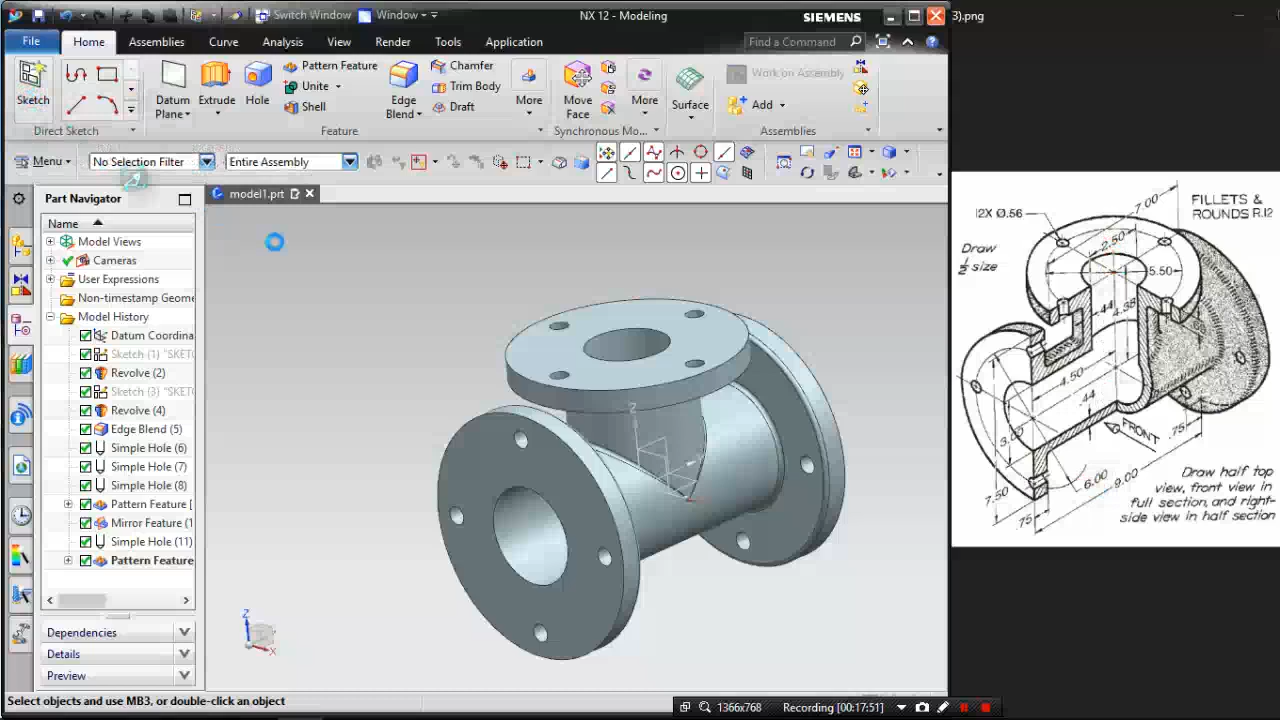 Switch Window
Window
NX 12 - Modeling
SIEMENS
3).png
File
Home
Assemblies
Curve
Analysis
View
Render
Tools
Application
Find a Command
Sketch
Direct Sketch
Datum
Plane
Extrude
Hole
Pattern Feature
Unite
Shell
Edge
Blend
Chamfer
Trim Body
Draft
More
Feature
Move
Face
More
Synchronous Mo...
Surface
Work on Assembly
Add
Assemblies
Menu
No Selection Filter
Entire Assembly
Part Navigator
model1.prt
Name
Model Views
Cameras
User Expressions
Non-timestamp Geome
Model History
Datum Coordina
Sketch (1) "SKETC
Revolve (2)
Sketch (3) "SKETC
Revolve (4)
Edge Blend (5)
Simple Hole (6)
Simple Hole (7)
Simple Hole (8)
Pattern Feature [
Mirror Feature (1
Simple Hole (11)
Pattern Feature
Dependencies
Details
Preview
Z
X
Z
Select objects and use MB3, or double-click an object
1366x768
Recording [00:17:51]
12X Ø.56
7.00
FILLETS &
ROUNDS R.12
Draw
½ size
2.50
5.50
.44
4.38
4.50
.44
FRONT
.75
6.00
9.00
7.50
.75
Draw half top
view, front view in
full section, and right-
side view in half section